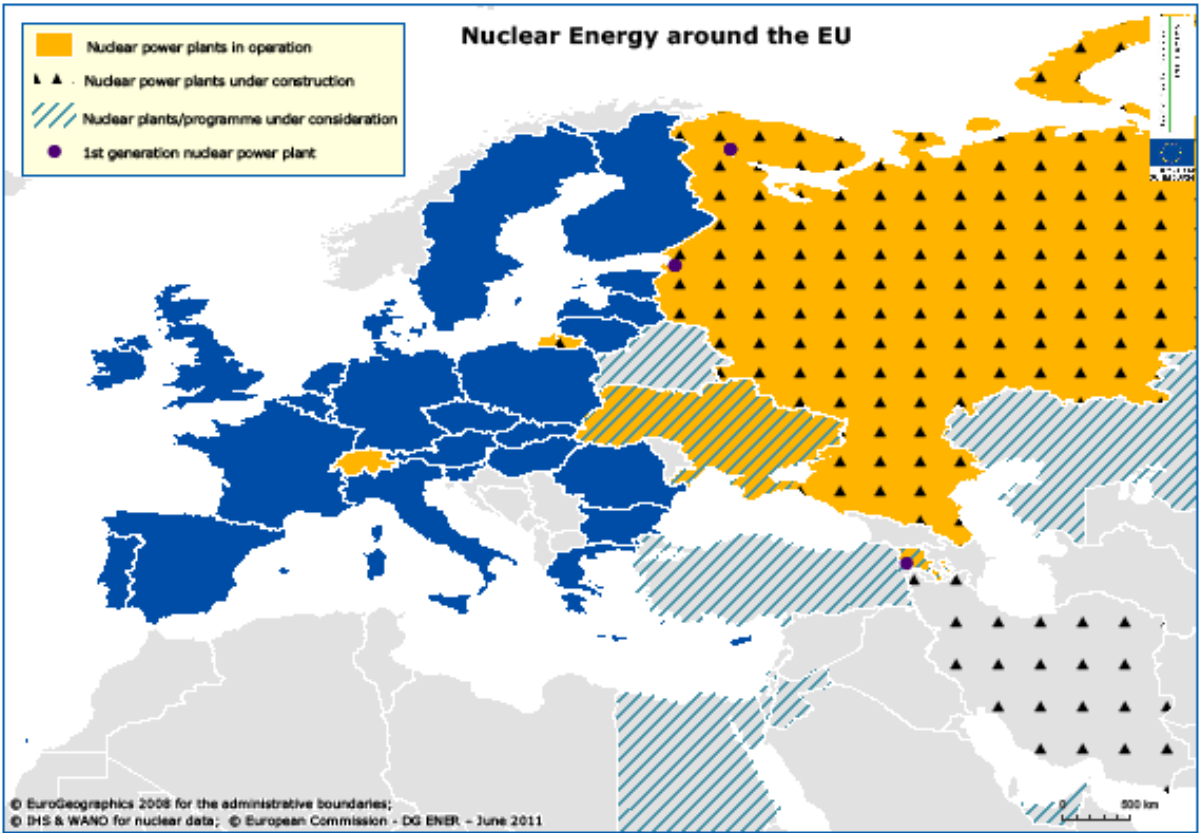 Nuclear Energy around the EU
Nuclear power plants in operation
Nuclear power plants under construction
Nuclear plants/programme under consideration
1st generation nuclear power plant
© EuroGeographics 2008 for the administrative boundaries;
© IHS & WANO for nuclear data; © European Commission - DG ENER - June 2011
0 500 km